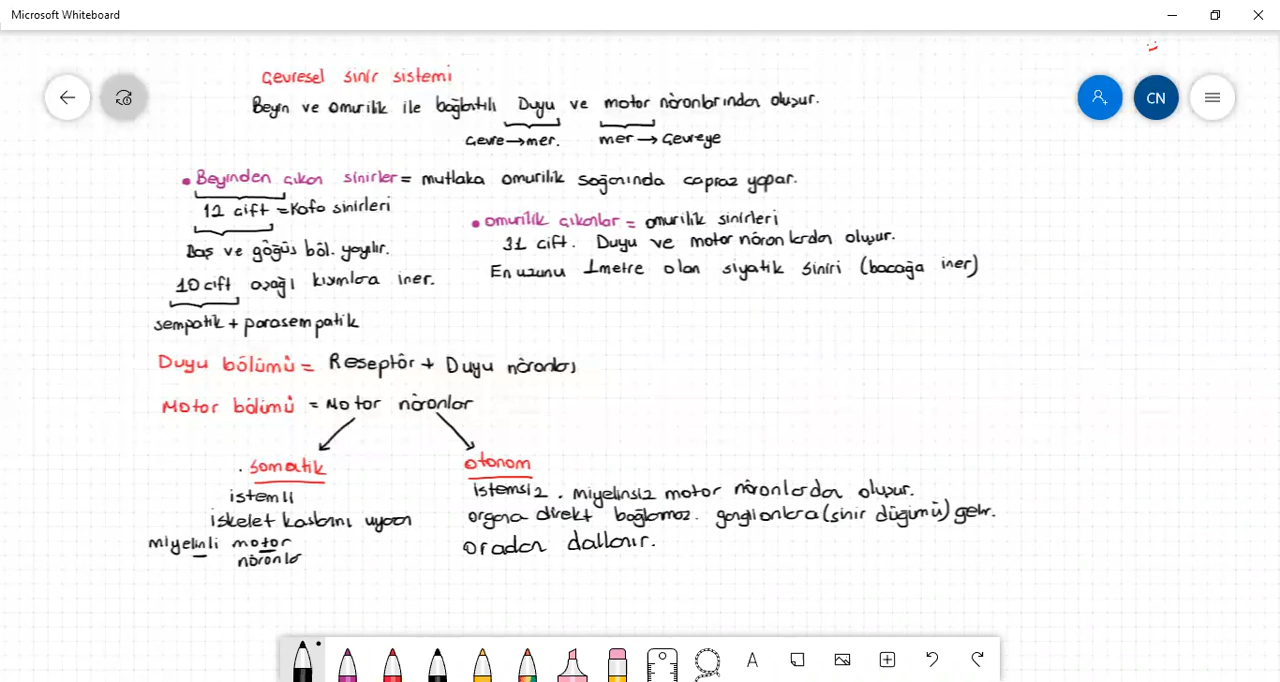 Microsoft Whiteboard
CN
Çevresel sinir sistemi
Beyin ve omurilik ile bağlantılı Duyu ve motor nöronlarından oluşur.
Çevre → mer. mer → Çevreye
• Beyinden çıkan sinirler = mutlaka omurilik soğanında çapraz yapar.
12 çift = Kafa sinirleri
Baş ve göğüs böl. yayılır.
10 çift aşağı kısımlara iner.
sempatik + parasempatik
• omurilik çıkanlar = omurilik sinirleri
31 çift. Duyu ve motor nöronlardan oluşur.
En uzunu 1metre olan siyatik siniri (bacağa iner)
Duyu bölümü = Reseptör + Duyu nöronları
Motor bölümü = Motor nöronlar
somatik
istemli
iskelet kaslarını uyaran
miyelinli motor
nöronlar
otonom
istemsiz. miyelinsiz motor nöronlardan oluşur.
organa direkt bağlamaz. ganglionlara (sinir düğümü) gelir.
oradan dallanır.
A